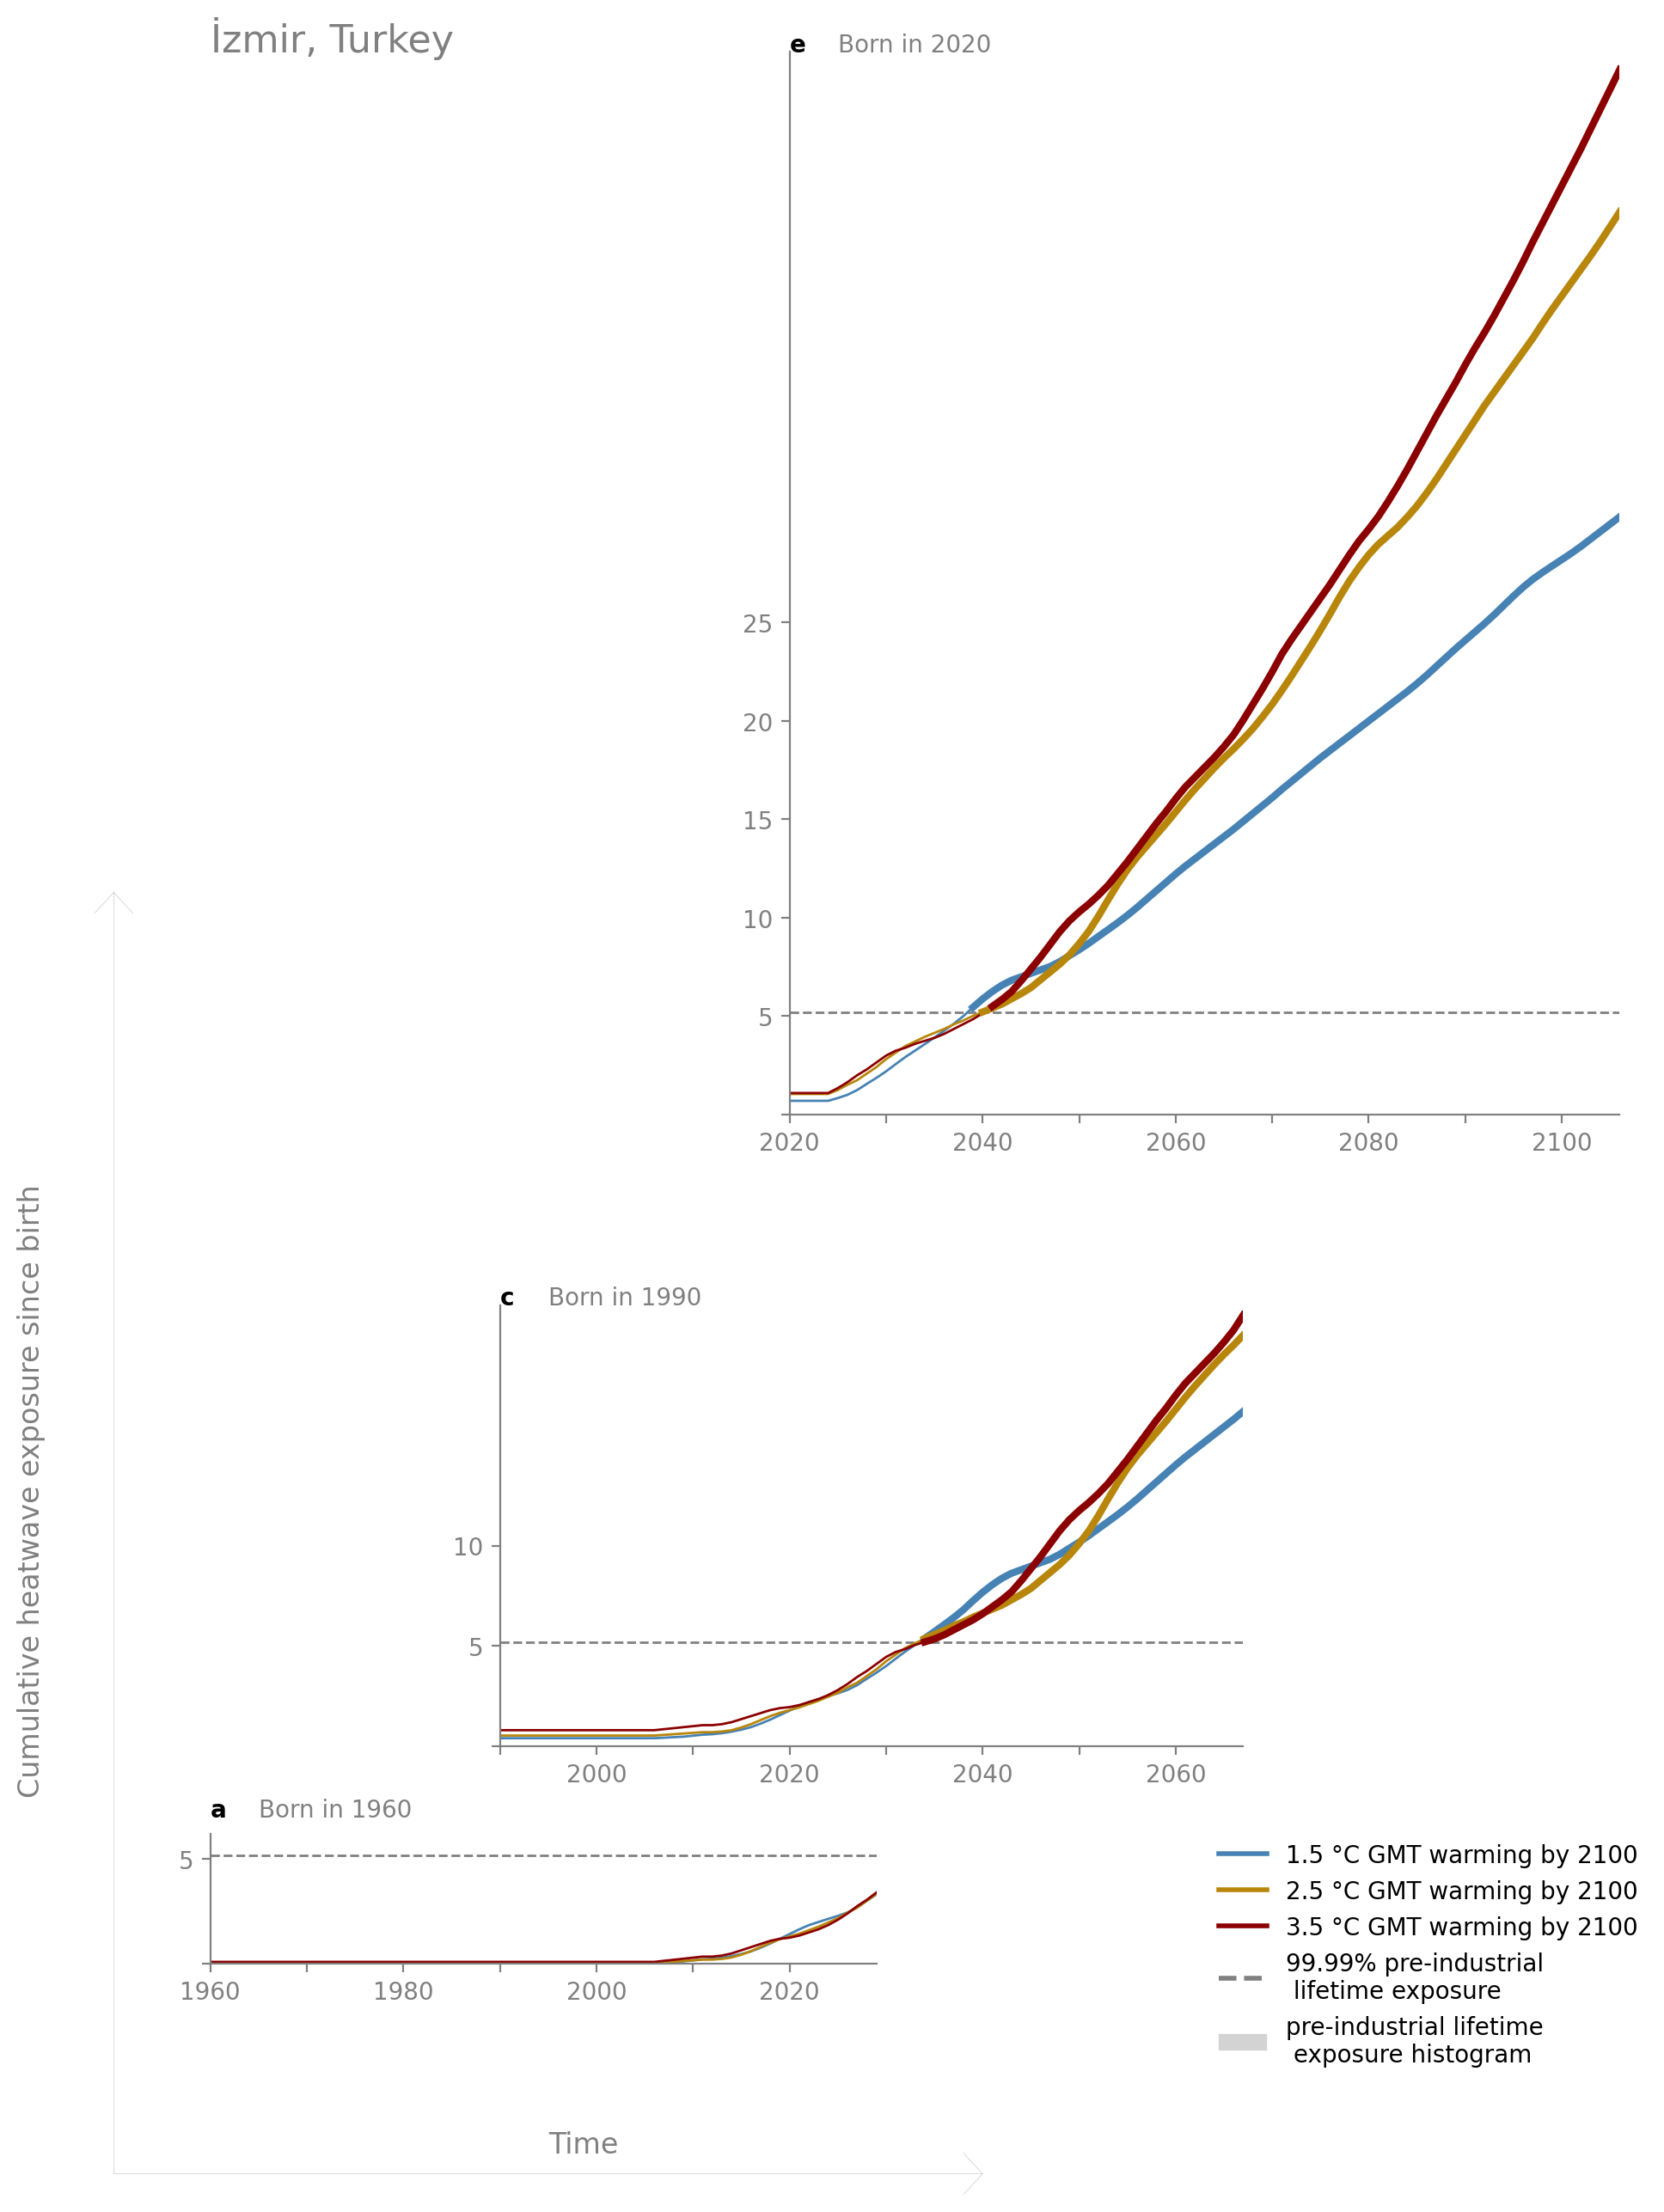 İzmir, Turkey
e Born in 2020
25
20
15
10
5
2020 2040 2060 2080 2100
Cumulative heatwave exposure since birth
c Born in 1990
10
5
2000 2020 2040 2060
a Born in 1960
5
1960 1980 2000 2020
1.5 °C GMT warming by 2100
2.5 °C GMT warming by 2100
3.5 °C GMT warming by 2100
99.99% pre-industrial
lifetime exposure
pre-industrial lifetime
exposure histogram
Time